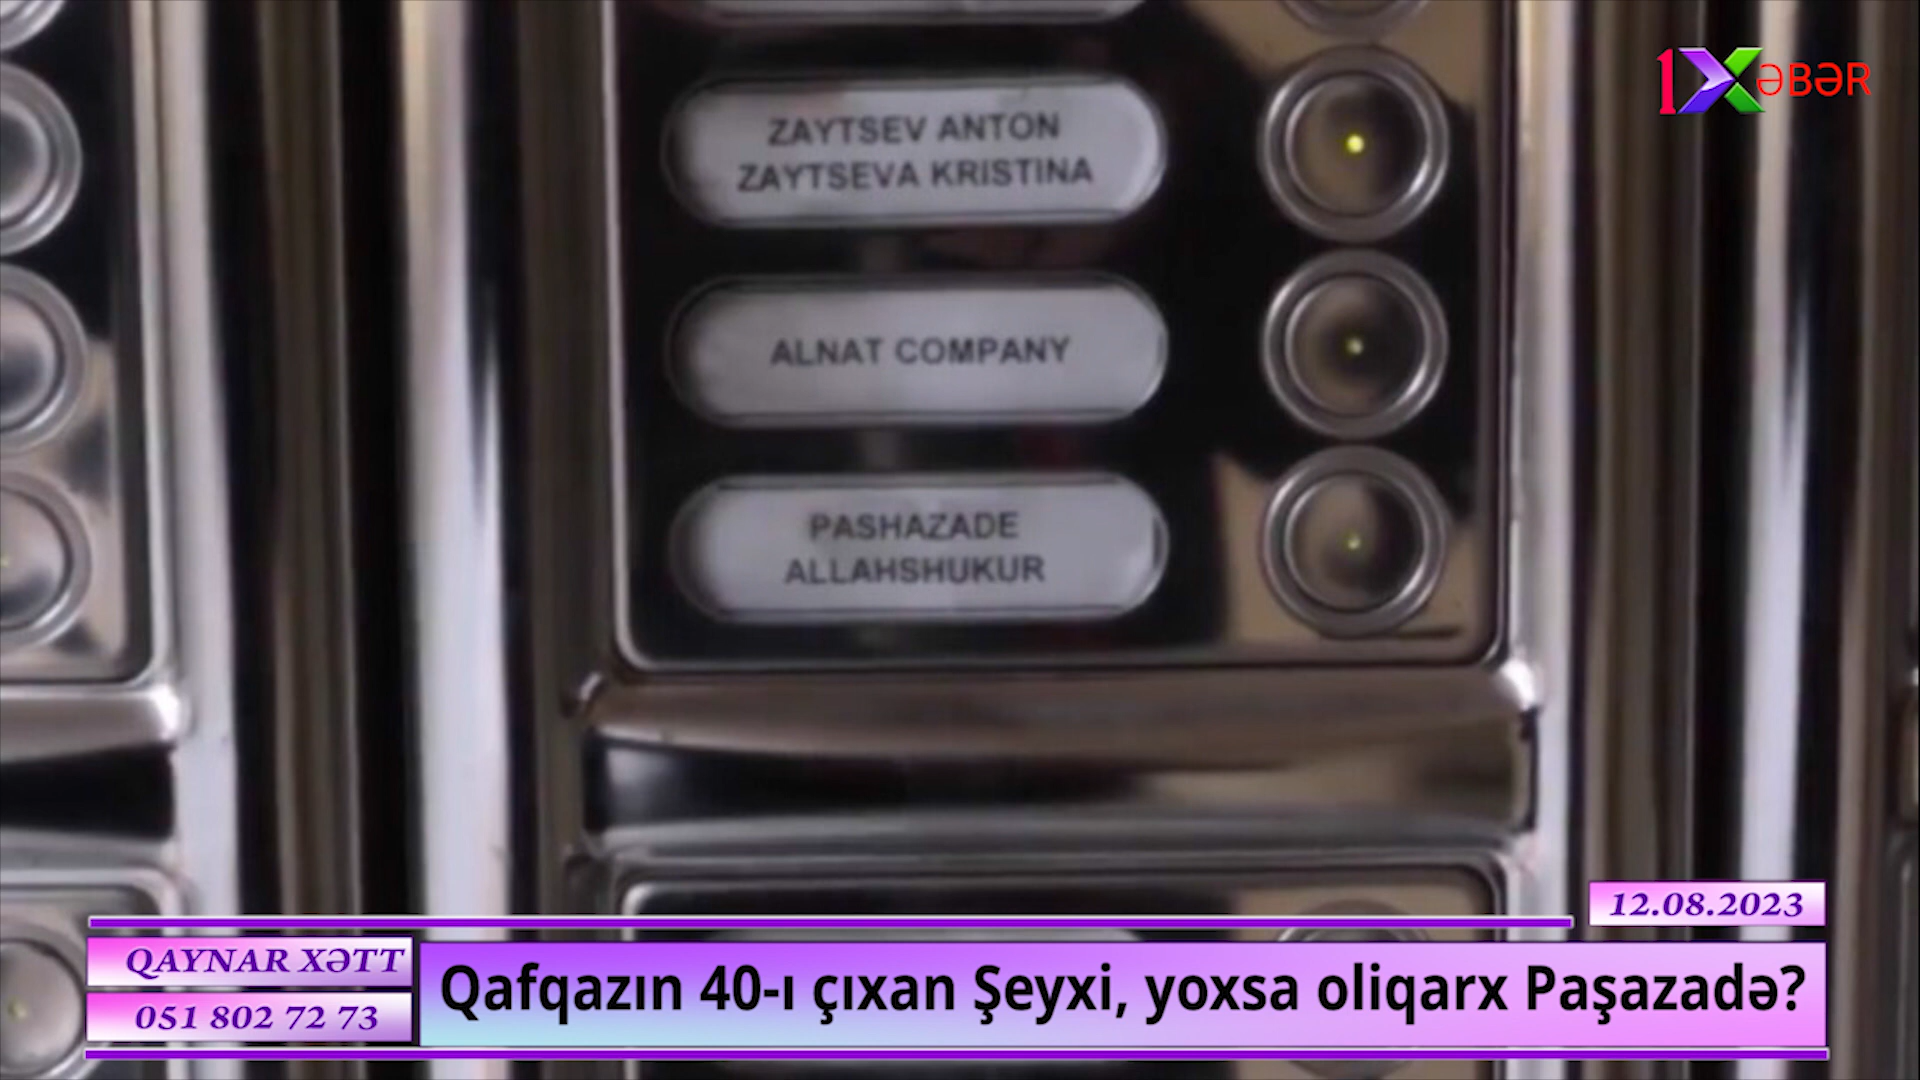 1XƏBƏR
ZAYTSEV ANTON
ZAYTSEVA KRISTINA
ALNAT COMPANY
PASHAZADE
ALLAHSHUKUR
12.08.2023
QAYNAR XƏTT
051 802 72 73
Qafqazın 40-ı çıxan Şeyxi, yoxsa oliqarx Paşazadə?